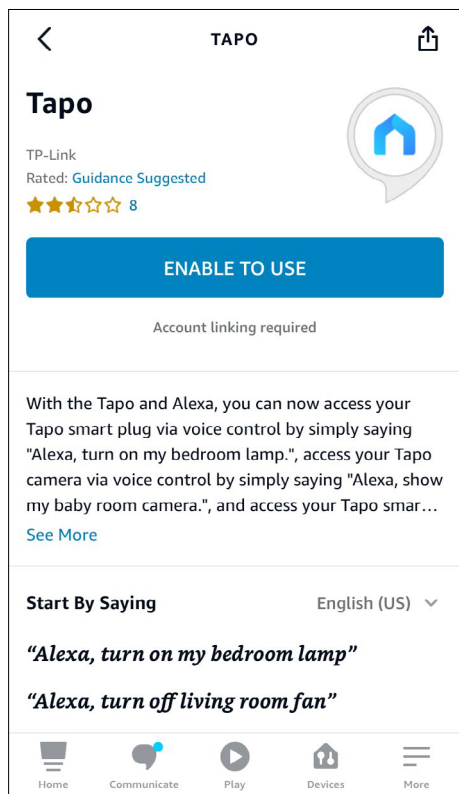 TAPO
Tapo
TP-Link
Rated: Guidance Suggested
8
ENABLE TO USE
Account linking required
With the Tapo and Alexa, you can now access your
Tapo smart plug via voice control by simply saying
"Alexa, turn on my bedroom lamp.", access your Tapo
camera via voice control by simply saying "Alexa, show
my baby room camera.", and access your Tapo smar...
See More
Start By Saying English (US)
“Alexa, turn on my bedroom lamp”
“Alexa, turn off living room fan”
Home Communicate Play Devices More